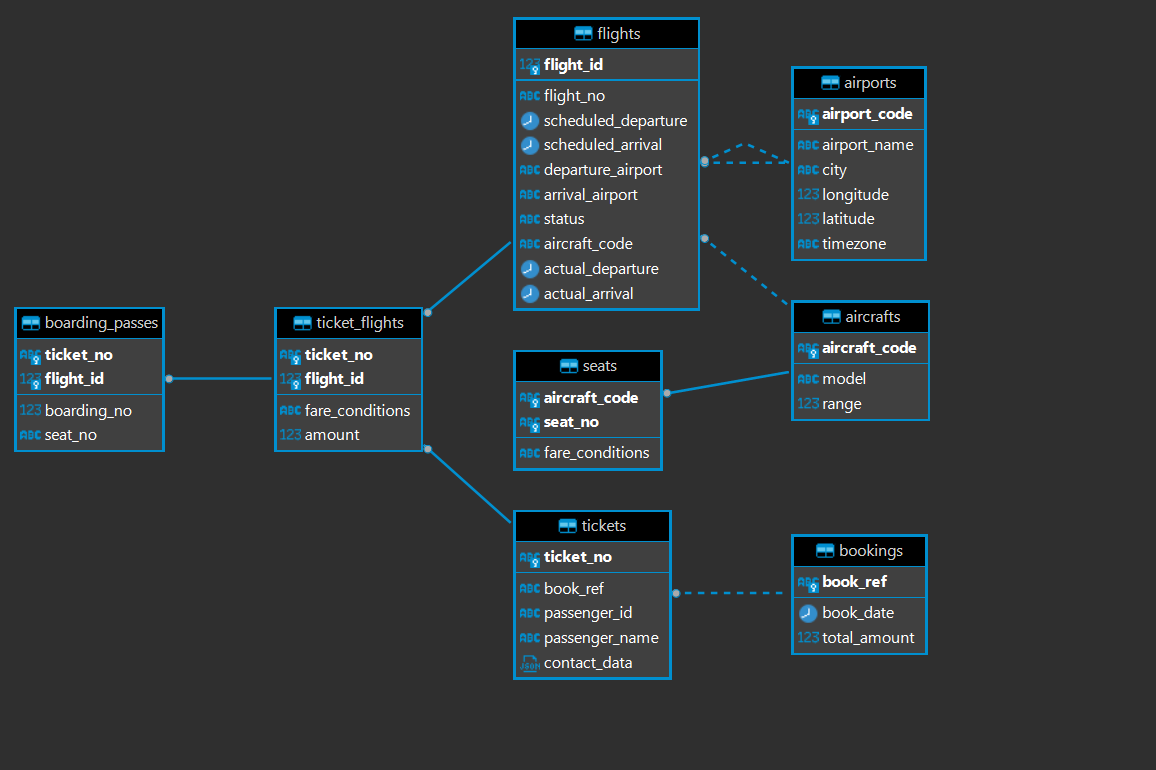 flights
flight_id
flight_no
scheduled_departure
scheduled_arrival
departure_airport
arrival_airport
status
aircraft_code
actual_departure
actual_arrival
airports
airport_code
airport_name
city
longitude
latitude
timezone
boarding_passes
ticket_no
flight_id
boarding_no
seat_no
ticket_flights
ticket_no
flight_id
fare_conditions
amount
seats
aircraft_code
seat_no
fare_conditions
aircrafts
aircraft_code
model
range
tickets
ticket_no
book_ref
passenger_id
passenger_name
contact_data
bookings
book_ref
book_date
total_amount